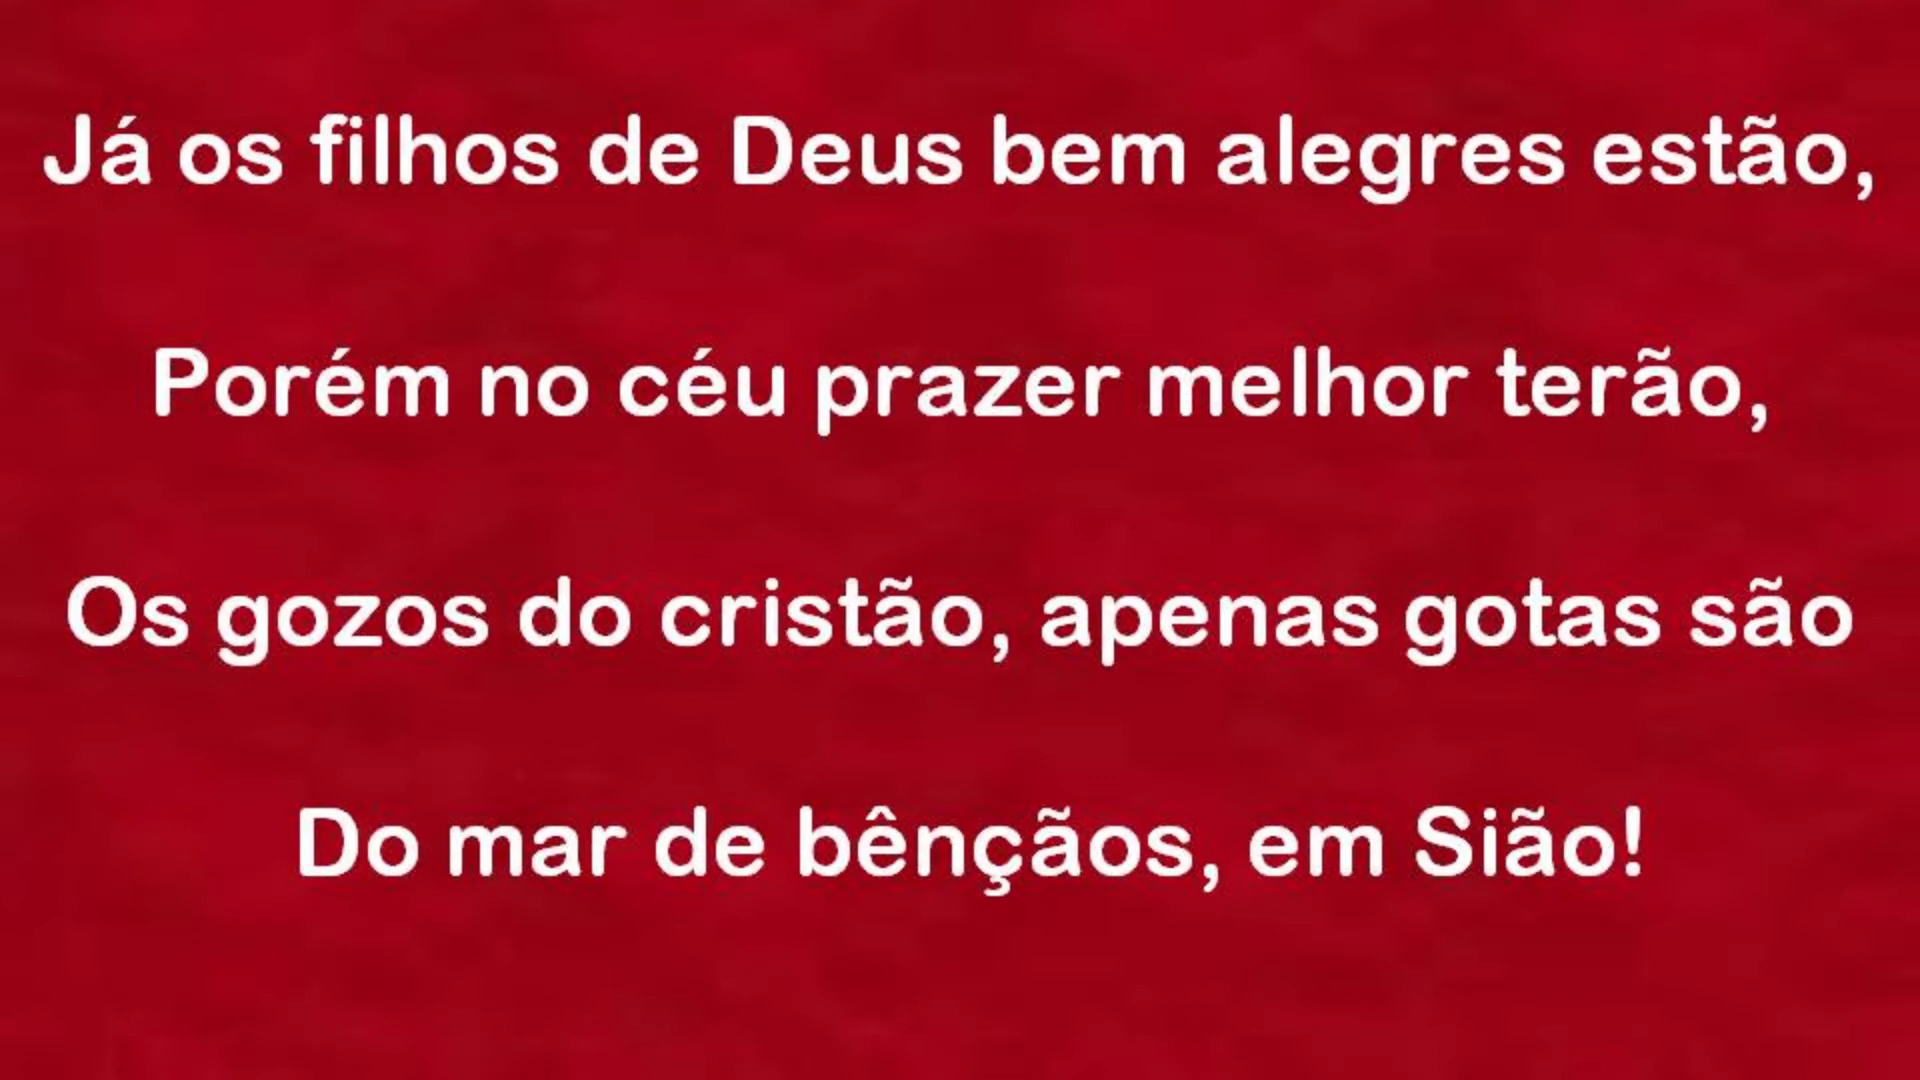 Já os filhos de Deus bem alegres estão,
Porém no céu prazer melhor terão,
Os gozos do cristão, apenas gotas são
Do mar de bênçãos, em Sião!